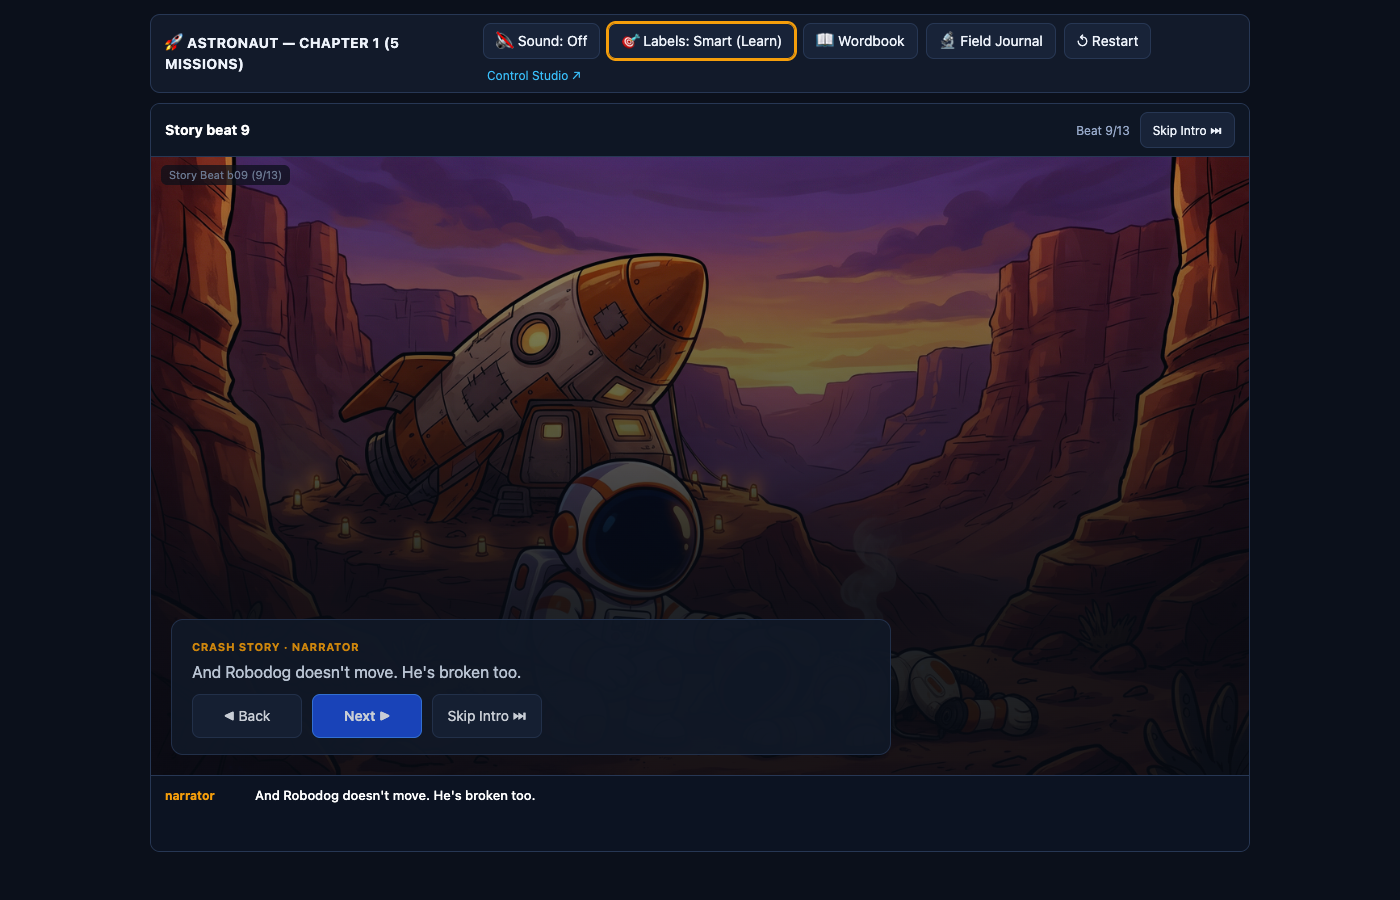 🚀 ASTRONAUT — CHAPTER 1 (5
MISSIONS)
Sound: Off
🎯 Labels: Smart (Learn)
📖 Wordbook
🔬 Field Journal
↺ Restart
Control Studio ↗
Story beat 9
Beat 9/13
Skip Intro ⏭
Story Beat b09 (9/13)
CRASH STORY · NARRATOR
And Robodog doesn't move. He's broken too.
◀ Back
Next ▶
Skip Intro ⏭
narrator And Robodog doesn't move. He's broken too.